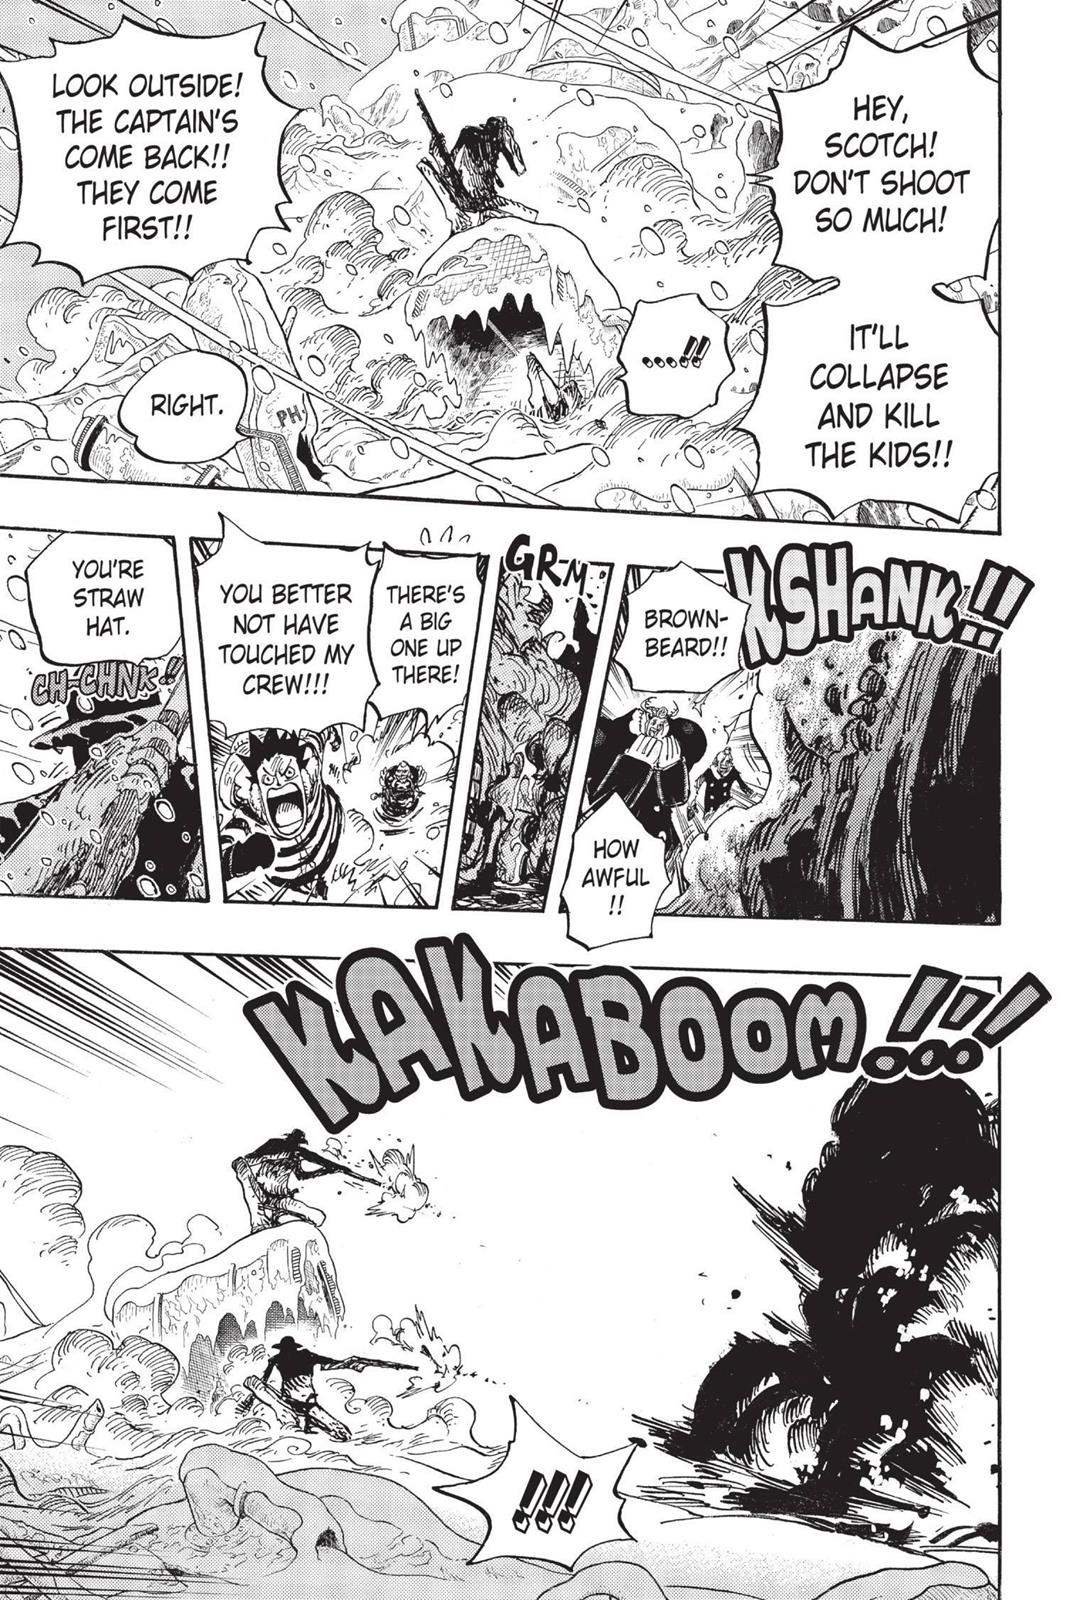 HEY,
SCOTCH!
DON'T SHOOT
SO MUCH!
IT'LL
COLLAPSE
AND KILL
THE KIDS!!
.....!!
LOOK OUTSIDE!
THE CAPTAIN'S
COME BACK!!
THEY COME
FIRST!!
RIGHT.
PH-
KSHANK!!
BROWN-
BEARD!!
HOW
AWFUL
!!
GRM
THERE'S
A BIG
ONE UP
THERE!
YOU BETTER
NOT HAVE
TOUCHED MY
CREW!!!
YOU'RE
STRAW
HAT.
CH-CHNK!!
KAKABOOM!!!
!!!